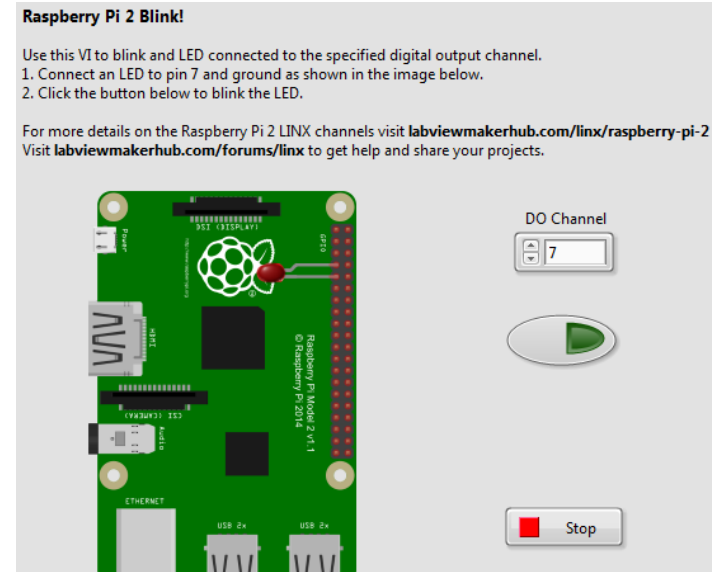 Raspberry Pi 2 Blink!
Use this VI to blink and LED connected to the specified digital output channel.
1. Connect an LED to pin 7 and ground as shown in the image below.
2. Click the button below to blink the LED.
For more details on the Raspberry Pi 2 LINX channels visit labviewmakerhub.com/linx/raspberry-pi-2
Visit labviewmakerhub.com/forums/linx to get help and share your projects.
DSI (DISPLAY)
Power
GPIO
http://www.raspberrypi.org
DO Channel
7
HDMI
Raspberry Pi Model 2 v1.1
© Raspberry Pi 2014
CSI (CAMERA)
Audio
ETHERNET
USB 2x
USB 2x
Stop